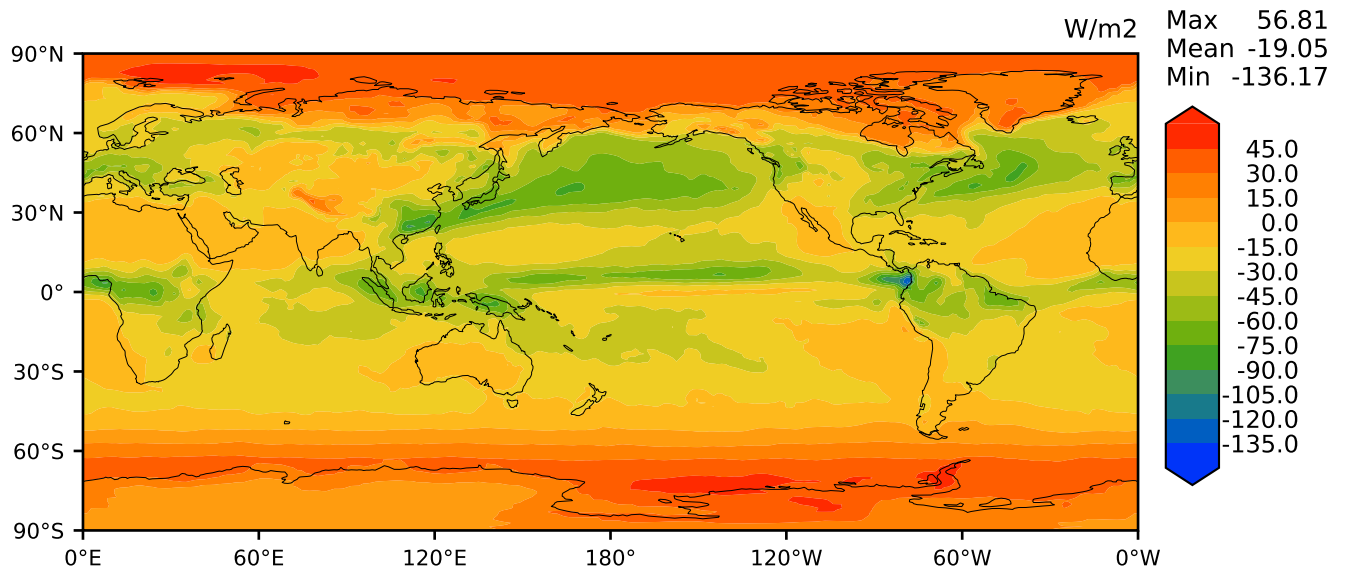 W/m2
Max 56.81
Mean -19.05
Min -136.17
90°N
60°N
30°N
0°
30°S
60°S
90°S
0°E
60°E
120°E
180°
120°W
60°W
0°W
45.0
30.0
15.0
0.0
-15.0
-30.0
-45.0
-60.0
-75.0
-90.0
-105.0
-120.0
-135.0